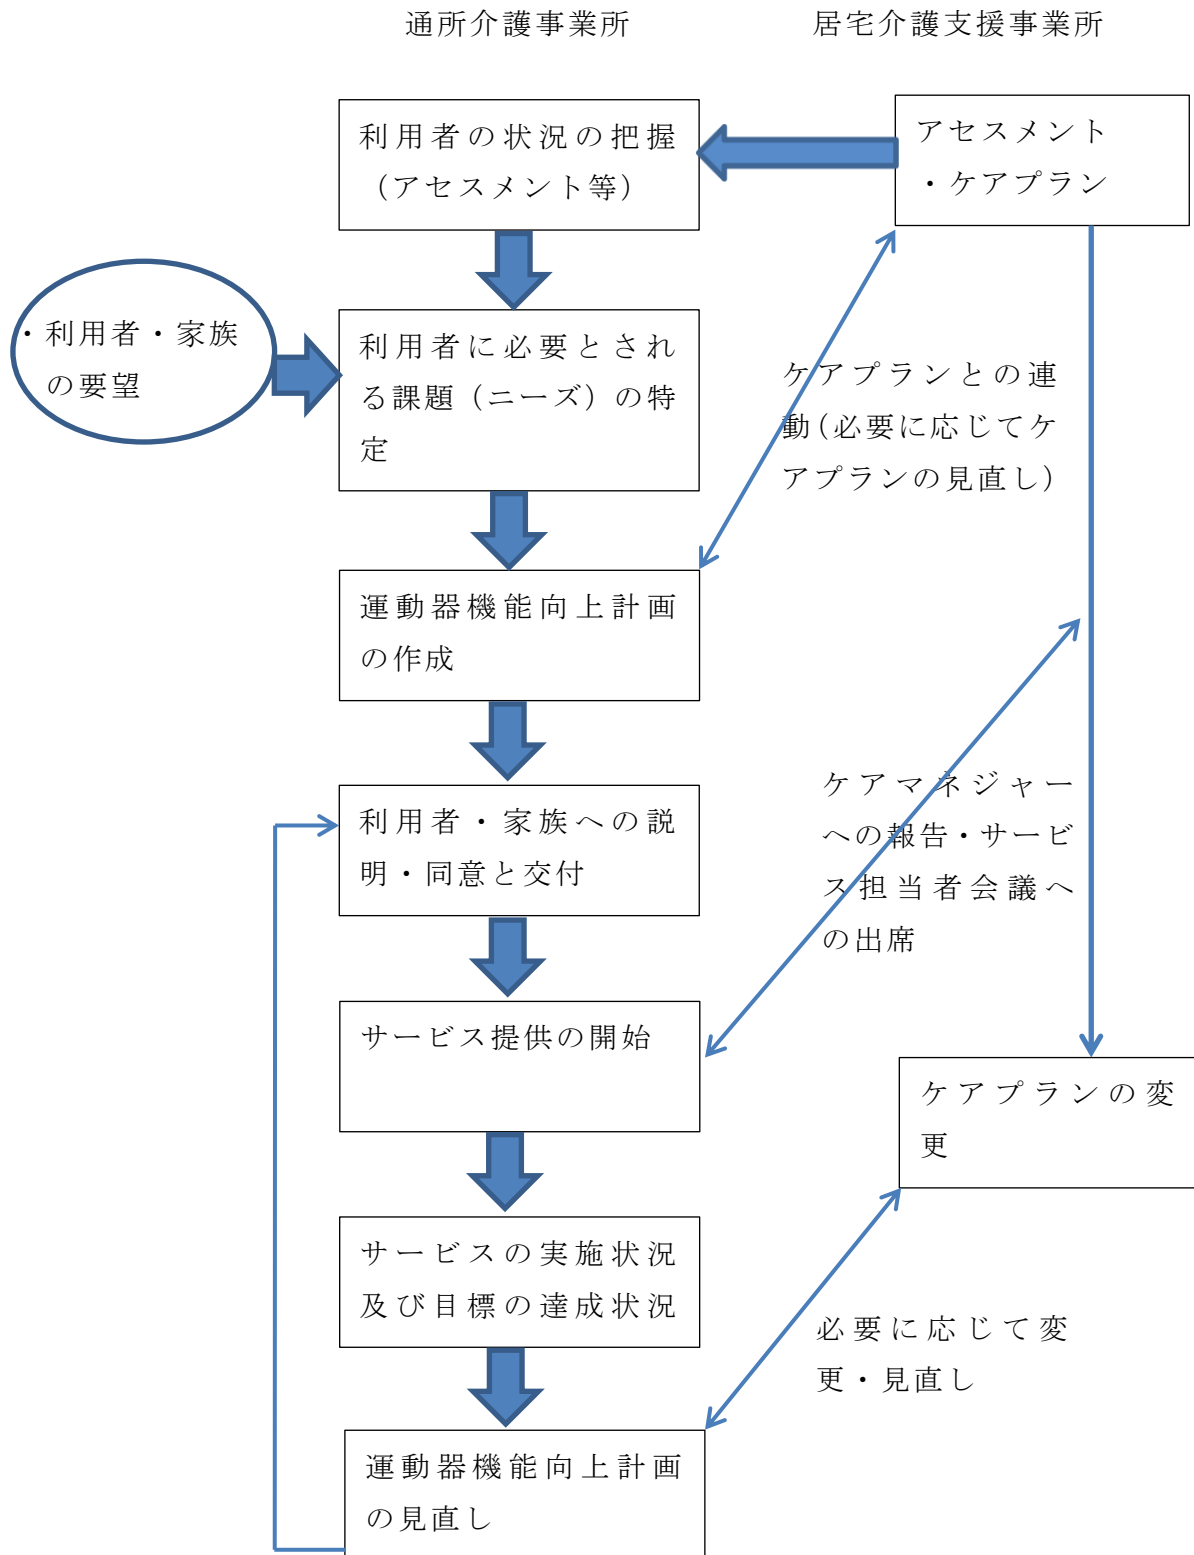 通所介護事業所
居宅介護支援事業所
利用者の状況の把握
（アセスメント等）
アセスメント
・ケアプラン
・利用者・家族
の要望
利用者に必要とされ
る課題（ニーズ）の特
定
ケアプランとの連
動（必要に応じてケ
アプランの見直し）
運動器機能向上計画
の作成
利用者・家族への説
明・同意と交付
ケアマネジャー
への報告・サービ
ス担当者会議へ
の出席
サービス提供の開始
ケアプランの変
更
サービスの実施状況
及び目標の達成状況
必要に応じて変
更・見直し
運動器機能向上計画
の見直し